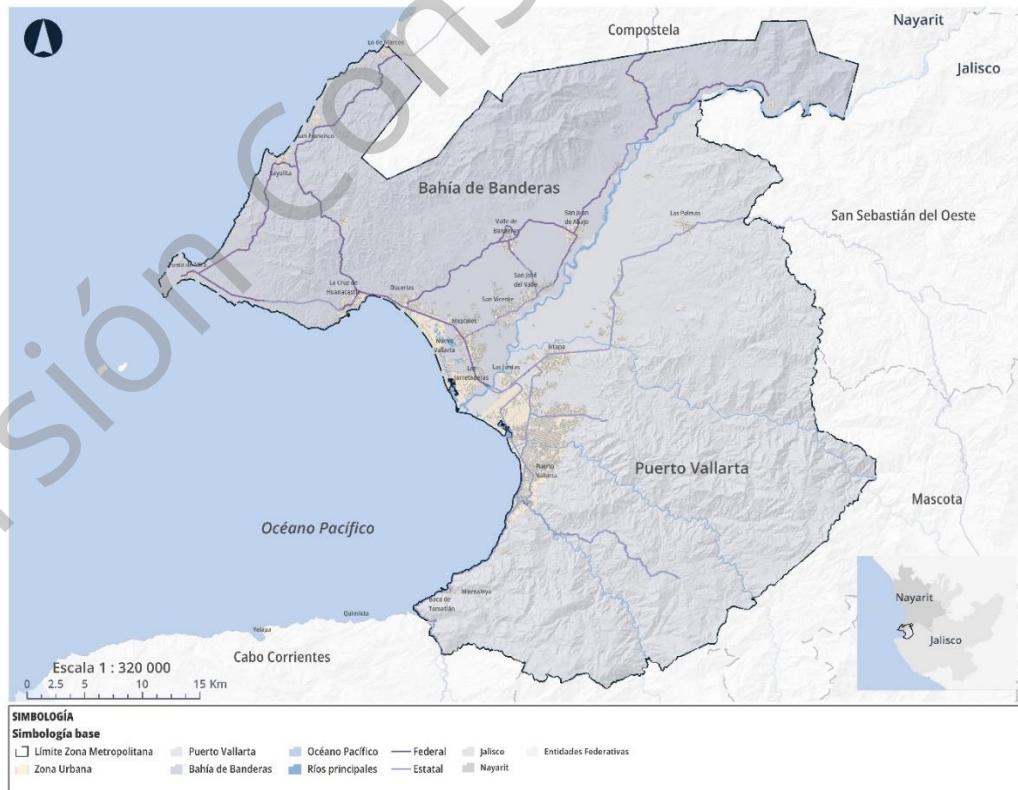 Nayarit
Compostela
Jalisco
Lo de Marcos
San Francisco
Sayulita
Bahía de Banderas
San Sebastián del Oeste
Las Palmas
San Juan
de Abajo
Valle de
Banderas
Punta de Mita
San José
del Valle
La Cruz de
Huanacaxtle
Bucerías
San Vicente
Mezcales
Nuevo
Vallarta
Ixtapa
Las Juntas
Las
Jarretaderas
Puerto Vallarta
Puerto
Vallarta
Mascota
Océano Pacífico
Nayarit
Jalisco
Mismaloya
Boca de
Tomatlán
Quimixto
Yelapa
Cabo Corrientes
Escala 1 : 320 000
0 2.5 5 10 15 Km
SIMBOLOGÍA
Simbología base
Límite Zona Metropolitana Puerto Vallarta Océano Pacífico Federal Jalisco Entidades Federativas
Zona Urbana Bahía de Banderas Ríos principales Estatal Nayarit